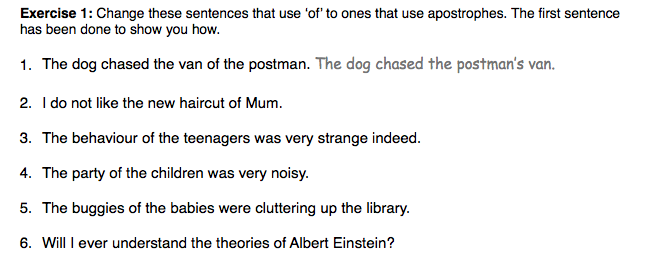 Exercise 1: Change these sentences that use 'of' to ones that use apostrophes. The first sentence
has been done to show you how.
1. The dog chased the van of the postman. The dog chased the postman's van.
2. I do not like the new haircut of Mum.
3. The behaviour of the teenagers was very strange indeed.
4. The party of the children was very noisy.
5. The buggies of the babies were cluttering up the library.
6. Will I ever understand the theories of Albert Einstein?